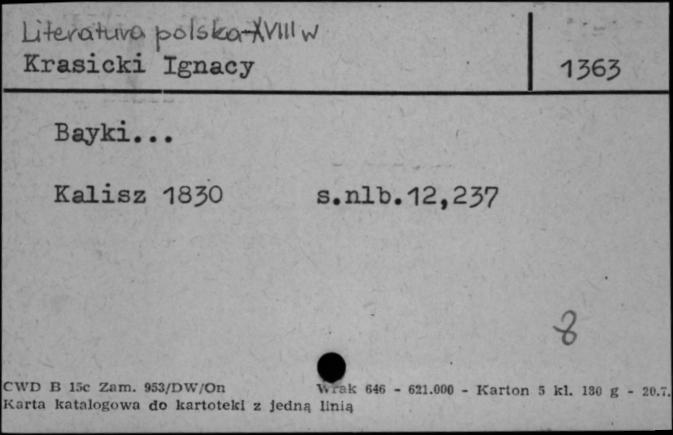 Literatura polska-XVIII w
Krasicki Ignacy 1363
Bayki...
Kalisz 1830 s.nlb.12,237
8
CWD B 15c Zam. 953/DW/On Wrak 646 - 621.000 - Karton 5 kl. 180 g - 20.7.
Karta katalogowa do kartoteki z jedną linią